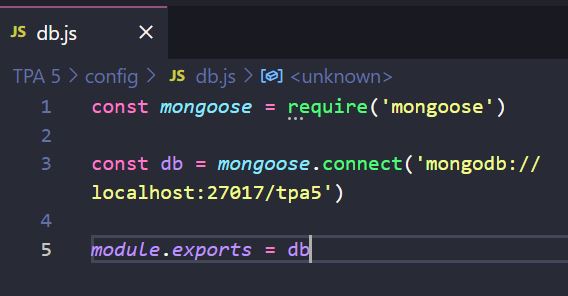 JS db.js ×
TPA 5 > config > JS db.js > <unknown>
1 const mongoose = require('mongoose')
2
3 const db = mongoose.connect('mongodb://
localhost:27017/tpa5')
4
5 module.exports = db